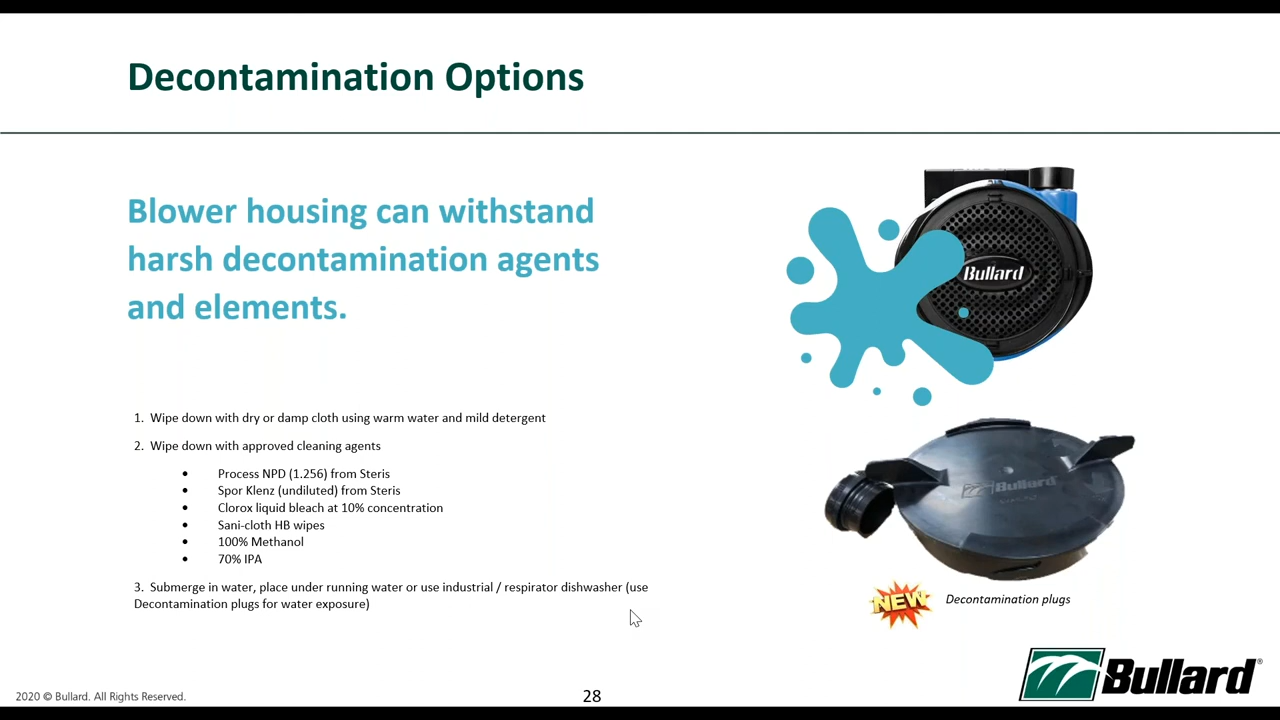 Decontamination Options
Blower housing can withstand
harsh decontamination agents
and elements.
Bullard
1. Wipe down with dry or damp cloth using warm water and mild detergent
2. Wipe down with approved cleaning agents
• Process NPD (1.256) from Steris
• Spor Klenz (undiluted) from Steris
• Clorox liquid bleach at 10% concentration
• Sani-cloth HB wipes
• 100% Methanol
• 70% IPA
3. Submerge in water, place under running water or use industrial / respirator dishwasher (use
Decontamination plugs for water exposure)
Bullard
NEW
Decontamination plugs
2020 © Bullard. All Rights Reserved.
28
Bullard®